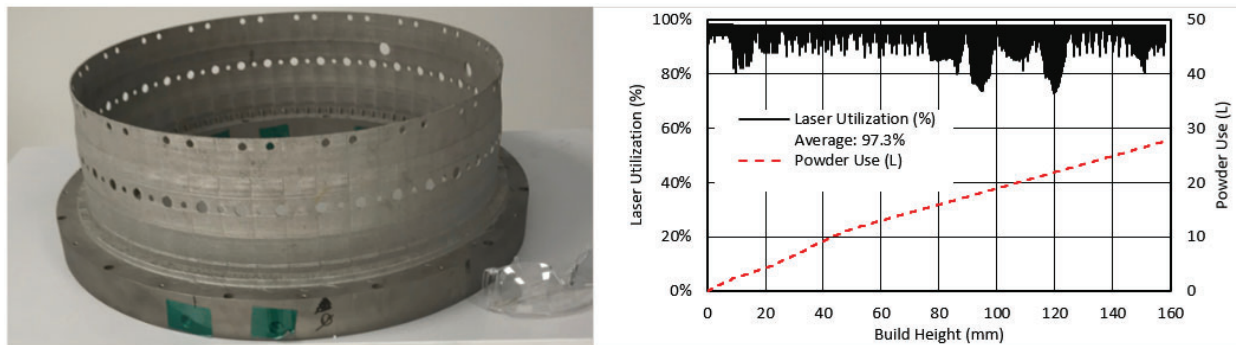 100%
80%
60%
40%
20%
0%
Laser Utilization (%)
Laser Utilization (%)
Average: 97.3%
Powder Use (L)
50
40
30
20
10
0
Powder Use (L)
0 20 40 60 80 100 120 140 160
Build Height (mm)